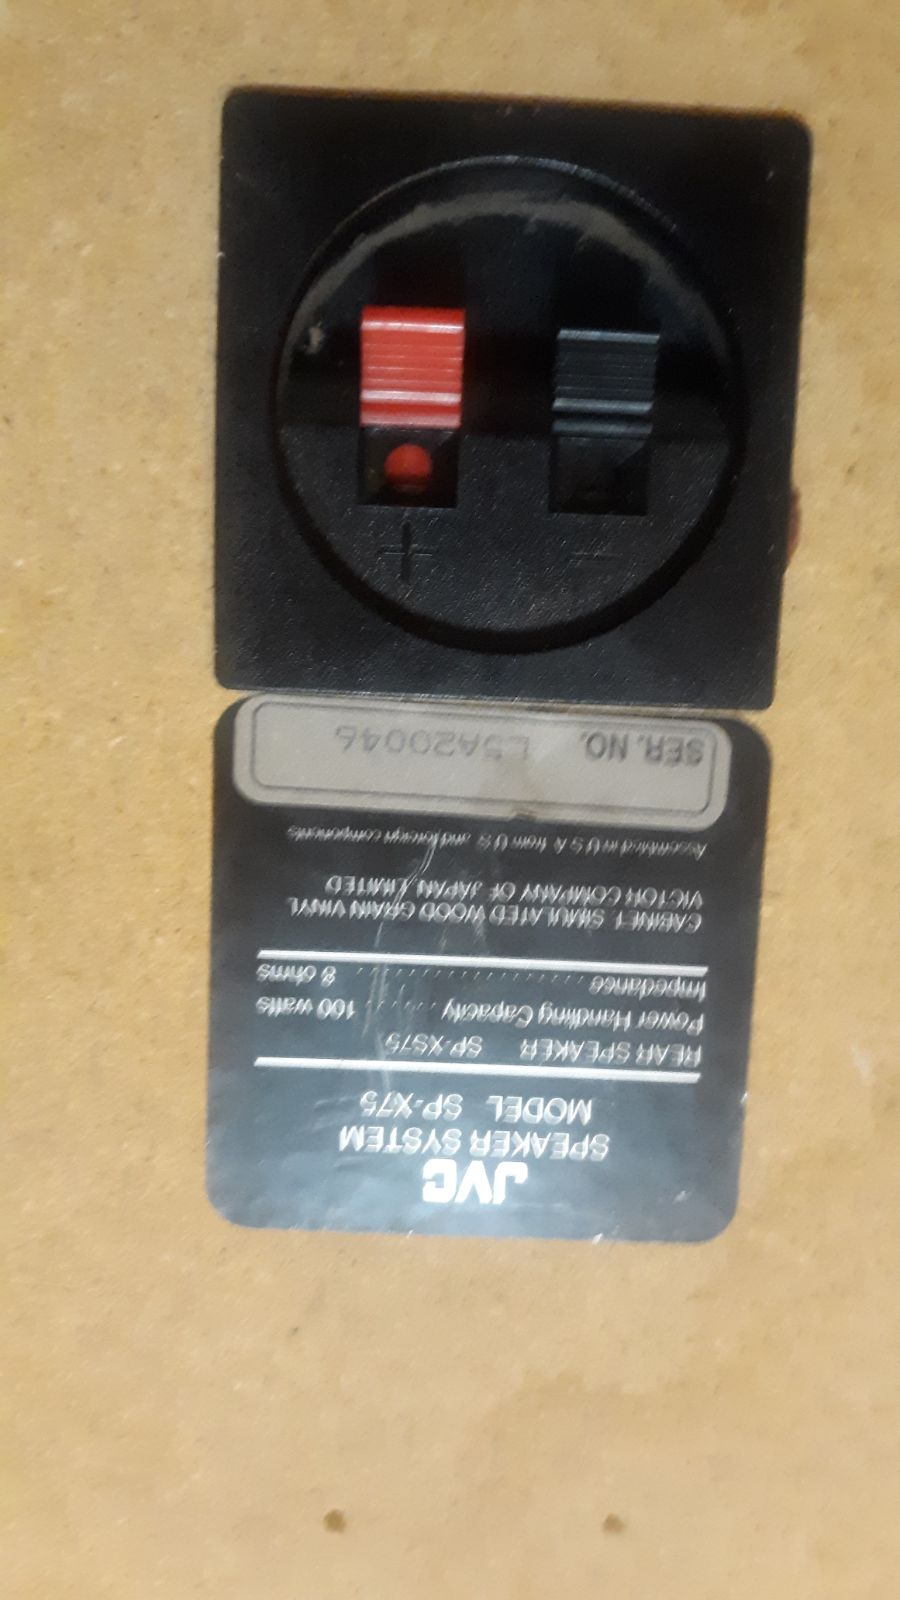 JVC
SPEAKER SYSTEM
MODEL SP-X75
REAR SPEAKER SP-XS75
Power Handling Capacity ...... 100 watts
Impedance ........................ 8 ohms
CABINET SIMULATED WOOD GRAIN VINYL
VICTOR COMPANY OF JAPAN, LIMITED
Assembled in U.S.A. from U.S. and foreign components
SER. NO. L5A20046
+ −